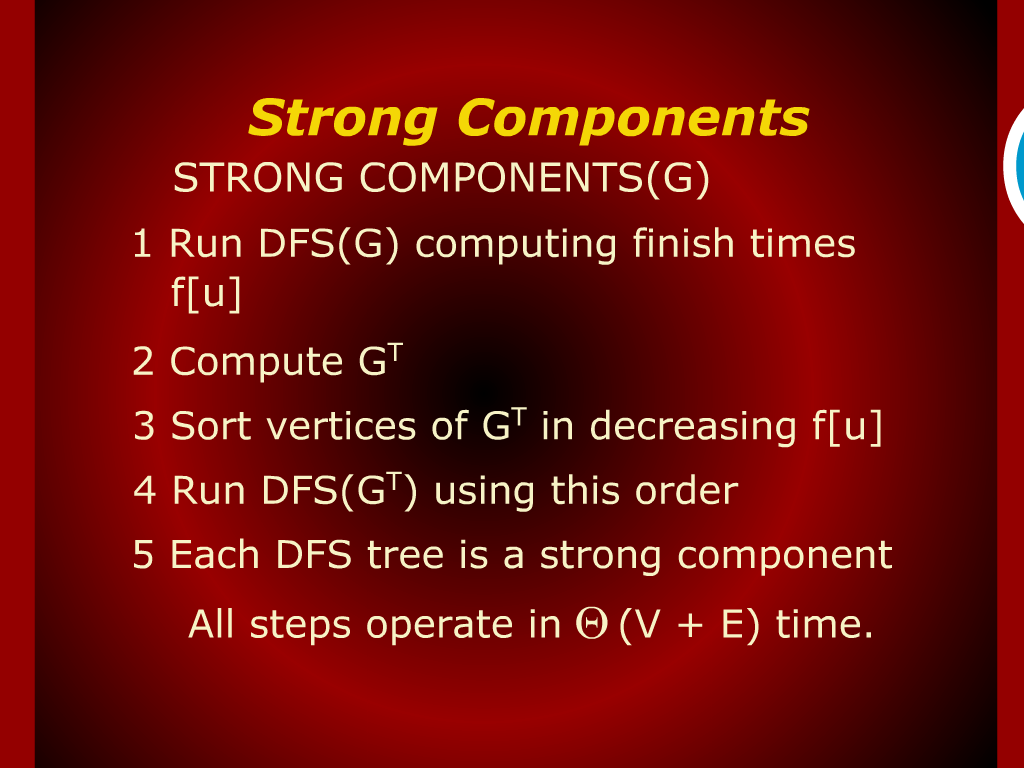 Strong Components
STRONG COMPONENTS(G)
1 Run DFS(G) computing finish times
f[u]
2 Compute Gᵀ
3 Sort vertices of Gᵀ in decreasing f[u]
4 Run DFS(Gᵀ) using this order
5 Each DFS tree is a strong component
All steps operate in Θ (V + E) time.